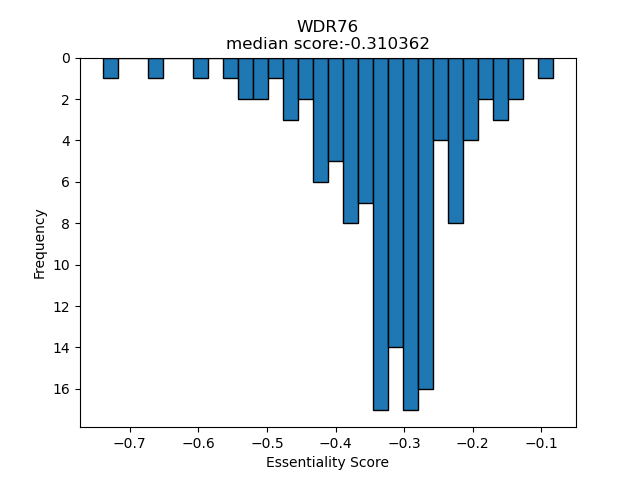 WDR76
median score:-0.310362
0
2
4
6
8
10
12
14
16
Frequency
−0.7 −0.6 −0.5 −0.4 −0.3 −0.2 −0.1
Essentiality Score